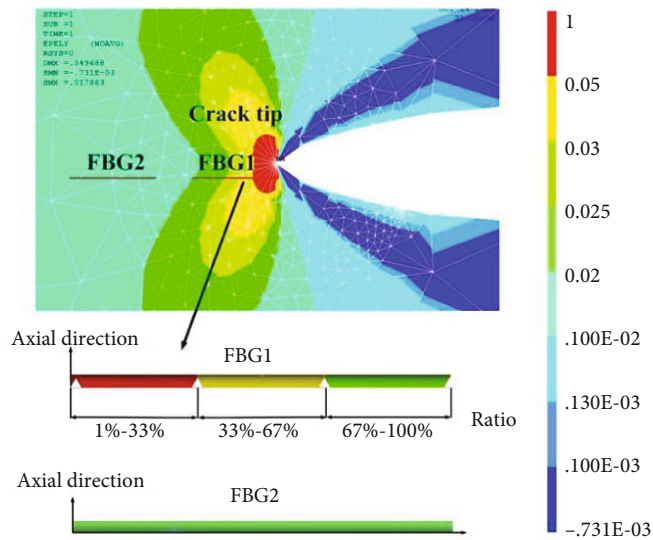 STEP=1
SUB =1
TIME=1
EPELY (NOAVG)
RSYS=0
DMX =.349688
SMN =-.731E-03
SMX =.017863
Crack tip
FBG2
FBG1
1
0.05
0.03
0.025
0.02
.100E-02
.130E-03
.100E-03
–.731E-03
Axial direction
FBG1
1%-33%
33%-67%
67%-100%
Ratio
Axial direction
FBG2